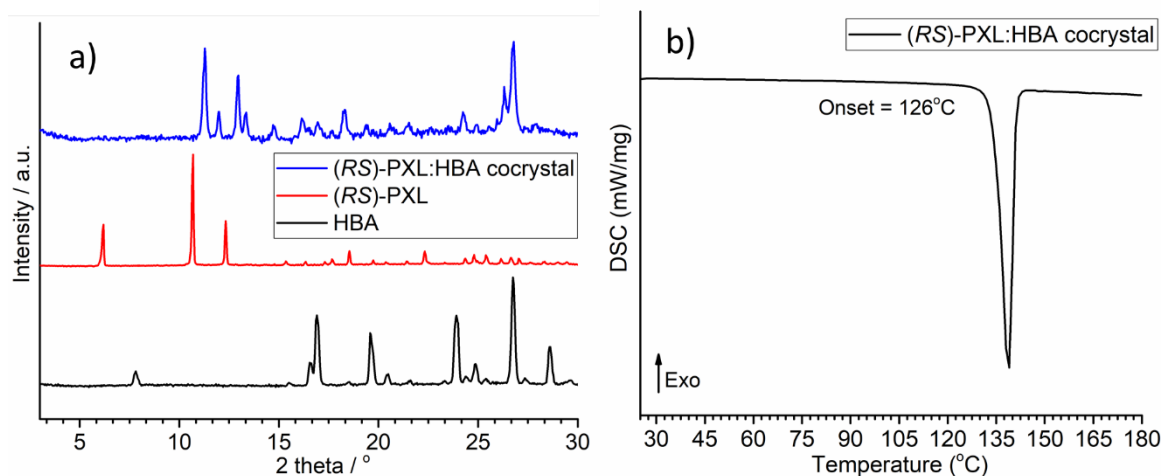 a)
(RS)-PXL:HBA cocrystal
(RS)-PXL
HBA
Intensity / a.u.
5 10 15 20 25 30
2 theta / °
b)
(RS)-PXL:HBA cocrystal
Onset = 126°C
DSC (mW/mg)
Exo
30 45 60 75 90 105 120 135 150 165 180
Temperature (°C)